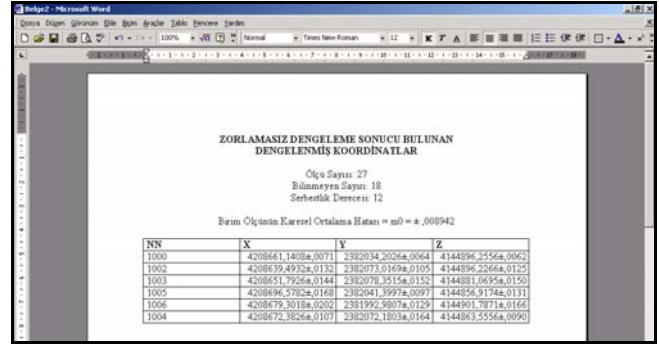 Belge2 - Microsoft Word
Dosya Düzen Görünüm Ekle Biçim Araçlar Tablo Pencere Yardım
100% Normal Times New Roman 12 K T A
ZORLAMASIZ DENGELEME SONUCU BULUNAN
DENGELENMİŞ KOORDİNATLAR
Ölçü Sayısı: 27
Bilinmeyen Sayısı: 18
Serbestlik Derecesi: 12
Birim Ölçünün Karesel Ortalama Hatası = m0 = ± ,008942
NN X Y Z
1000 4208661,1408±,0071 2382034,2026±,0064 4144896,2556±,0062
1002 4208639,4932±,0132 2382073,0169±,0105 4144896,2266±,0125
1003 4208651,7926±,0144 2382078,3515±,0152 4144881,0695±,0150
1005 4208696,5782±,0168 2382041,3997±,0097 4144856,9174±,0131
1006 4208679,3018±,0202 2381992,9807±,0129 4144901,7871±,0166
1004 4208672,3826±,0107 2382072,1803±,0164 4144863,5556±,0090